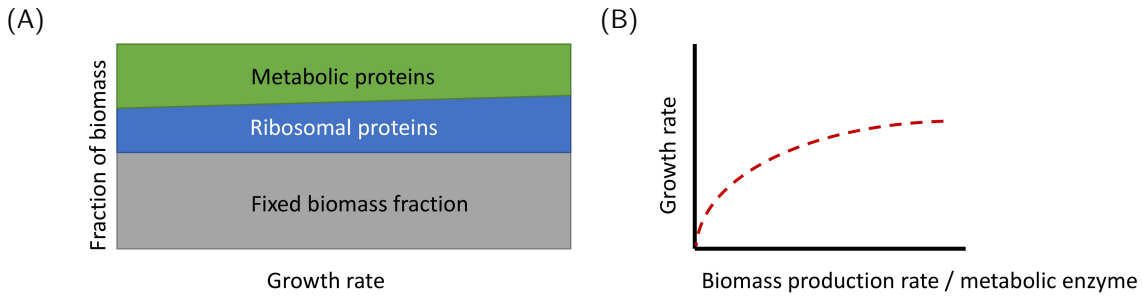 (A)
Fraction of biomass
Metabolic proteins
Ribosomal proteins
Fixed biomass fraction
Growth rate
(B)
Growth rate
Biomass production rate / metabolic enzyme